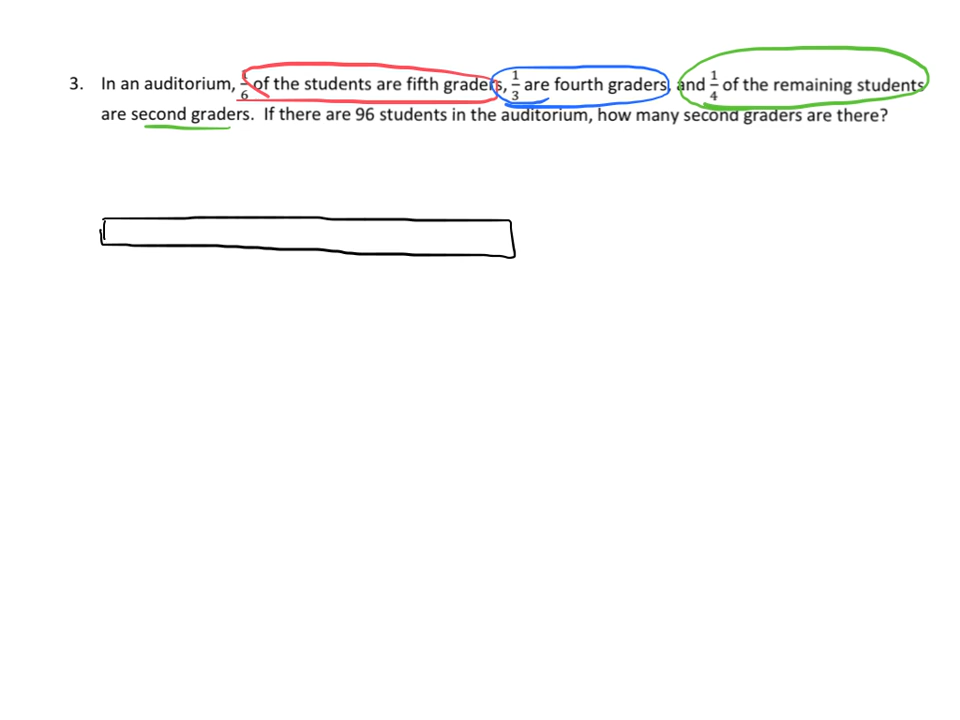 3. In an auditorium, 1/6 of the students are fifth graders, 1/3 are fourth graders, and 1/4 of the remaining students
are second graders. If there are 96 students in the auditorium, how many second graders are there?